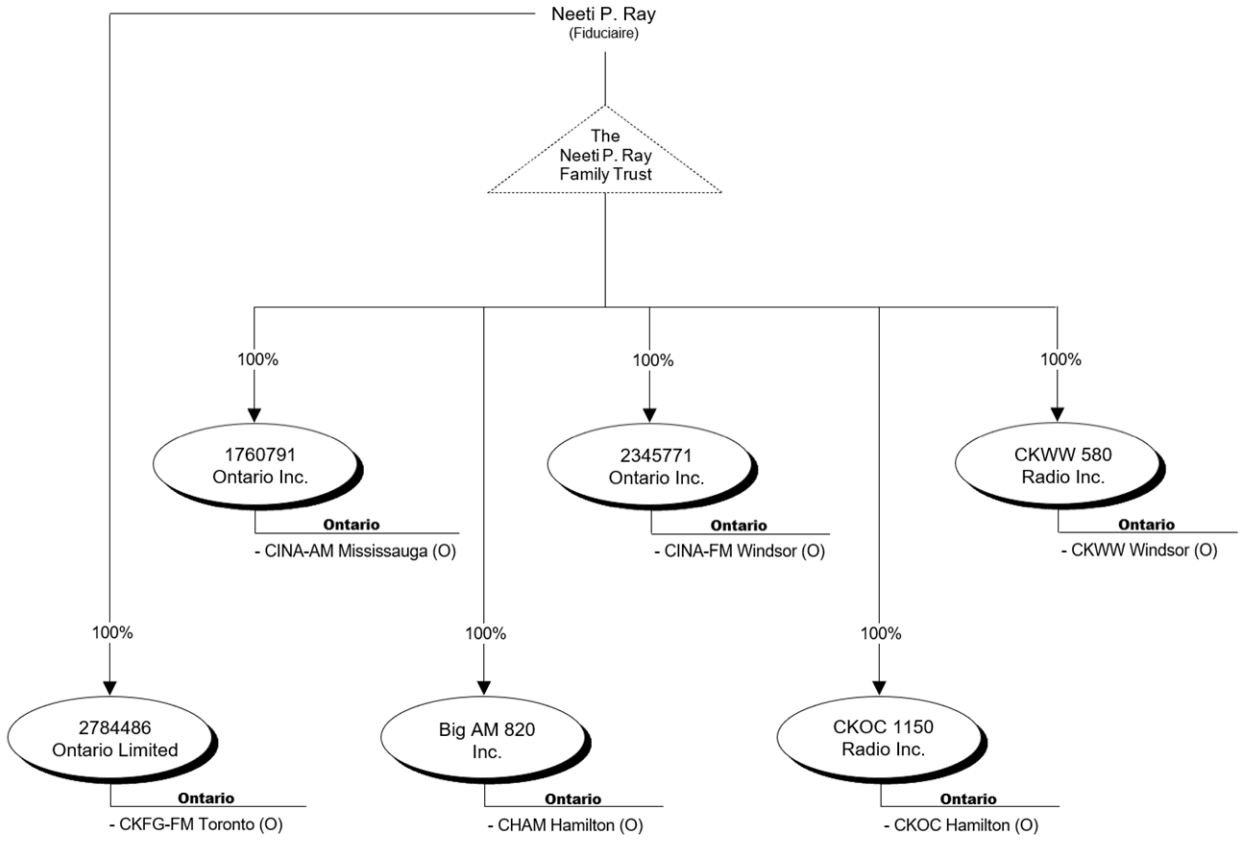 Neeti P. Ray
(Fiduciaire)
The
Neeti P. Ray
Family Trust
100%
100%
100%
1760791
Ontario Inc.
2345771
Ontario Inc.
CKWW 580
Radio Inc.
Ontario
- CINA-AM Mississauga (O)
Ontario
- CINA-FM Windsor (O)
Ontario
- CKWW Windsor (O)
100%
100%
100%
2784486
Ontario Limited
Big AM 820
Inc.
CKOC 1150
Radio Inc.
Ontario
- CKFG-FM Toronto (O)
Ontario
- CHAM Hamilton (O)
Ontario
- CKOC Hamilton (O)